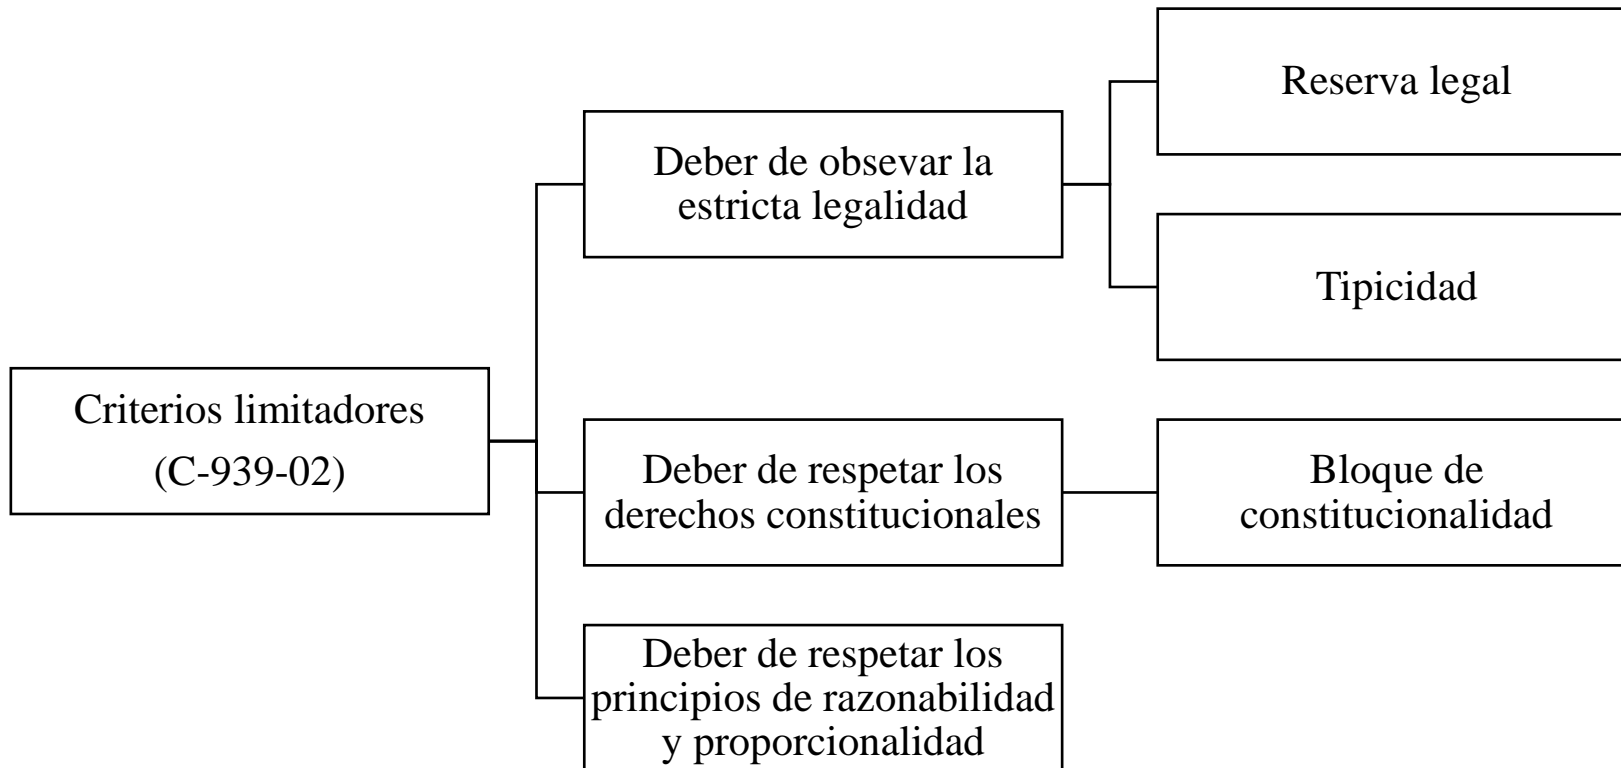 Criterios limitadores
(C-939-02)
Deber de obsevar la
estricta legalidad
Reserva legal
Tipicidad
Deber de respetar los
derechos constitucionales
Bloque de
constitucionalidad
Deber de respetar los
principios de razonabilidad
y proporcionalidad